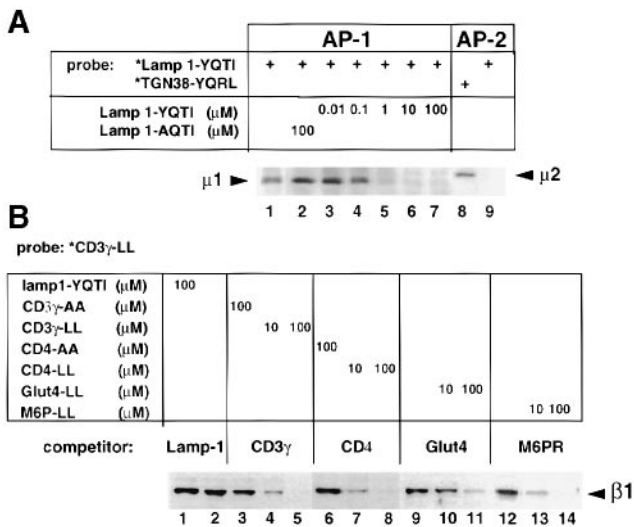 A
AP-1 AP-2
probe: *Lamp 1-YQTI + + + + + + + +
*TGN38-YQRL +
Lamp 1-YQTI (μM) 0.01 0.1 1 10 100
Lamp 1-AQTI (μM) 100
μ1 μ2
1 2 3 4 5 6 7 8 9
B
probe: *CD3γ-LL
lamp1-YQTI (μM) 100
CD3γ-AA (μM) 100
CD3γ-LL (μM) 10 100
CD4-AA (μM) 100
CD4-LL (μM) 10 100
Glut4-LL (μM) 10 100
M6P-LL (μM) 10 100
competitor: Lamp-1 CD3γ CD4 Glut4 M6PR
β1
1 2 3 4 5 6 7 8 9 10 11 12 13 14